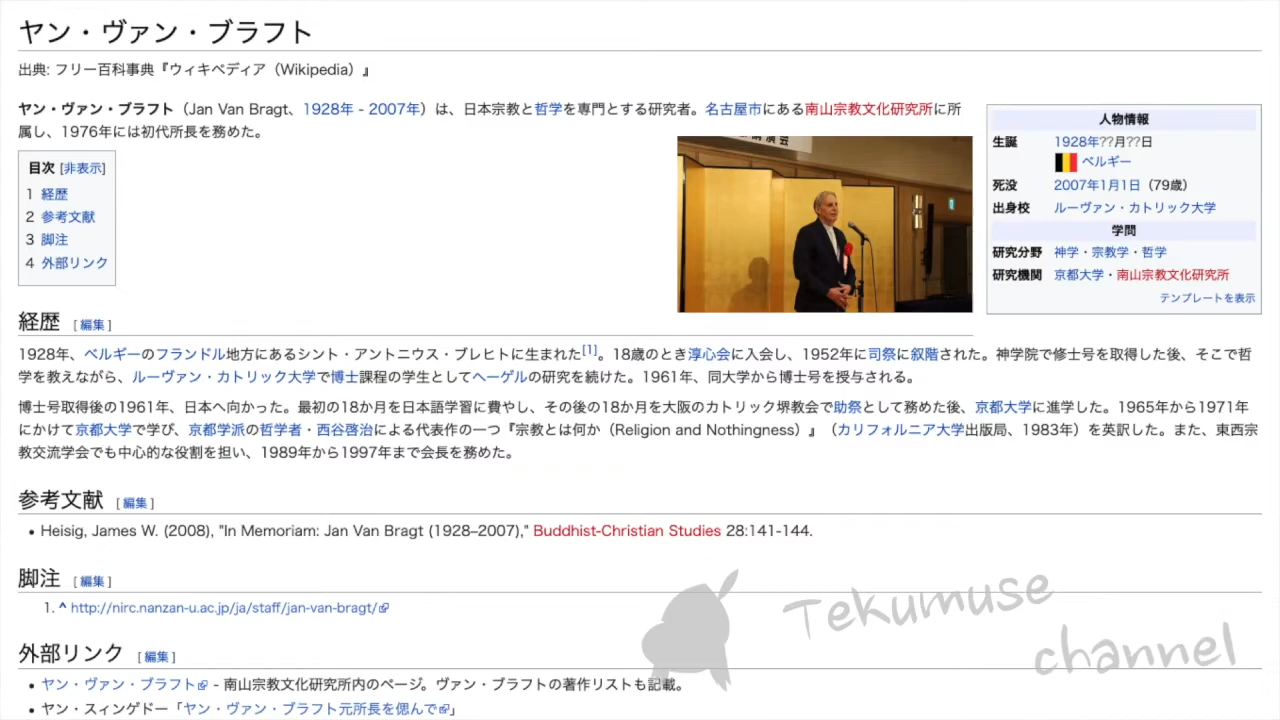 ヤン・ヴァン・ブラフト
出典: フリー百科事典『ウィキペディア（Wikipedia）』
ヤン・ヴァン・ブラフト（Jan Van Bragt、1928年 - 2007年）は、日本宗教と哲学を専門とする研究者。名古屋市にある南山宗教文化研究所に所
属し、1976年には初代所長を務めた。
目次 [非表示]
1 経歴
2 参考文献
3 脚注
4 外部リンク
講演会
人物情報
生誕 1928年??月??日
ベルギー
死没 2007年1月1日（79歳）
出身校 ルーヴァン・カトリック大学
学問
研究分野 神学・宗教学・哲学
研究機関 京都大学・南山宗教文化研究所
テンプレートを表示
経歴 [編集]
1928年、ベルギーのフランドル地方にあるシント・アントニウス・ブレヒトに生まれた[1]。18歳のとき淳心会に入会し、1952年に司祭に叙階された。神学院で修士号を取得した後、そこで哲
学を教えながら、ルーヴァン・カトリック大学で博士課程の学生としてヘーゲルの研究を続けた。1961年、同大学から博士号を授与される。
博士号取得後の1961年、日本へ向かった。最初の18か月を日本語学習に費やし、その後の18か月を大阪のカトリック堺教会で助祭として務めた後、京都大学に進学した。1965年から1971年
にかけて京都大学で学び、京都学派の哲学者・西谷啓治による代表作の一つ『宗教とは何か（Religion and Nothingness）』（カリフォルニア大学出版局、1983年）を英訳した。また、東西宗
教交流学会でも中心的な役割を担い、1989年から1997年まで会長を務めた。
参考文献 [編集]
• Heisig, James W. (2008), "In Memoriam: Jan Van Bragt (1928–2007)," Buddhist-Christian Studies 28:141-144.
脚注 [編集]
1. ^ http://nirc.nanzan-u.ac.jp/ja/staff/jan-van-bragt/
Tekumuse
channel
外部リンク [編集]
• ヤン・ヴァン・ブラフト - 南山宗教文化研究所内のページ。ヴァン・ブラフトの著作リストも記載。
• ヤン・スィンゲドー「ヤン・ヴァン・ブラフト元所長を偲んで」